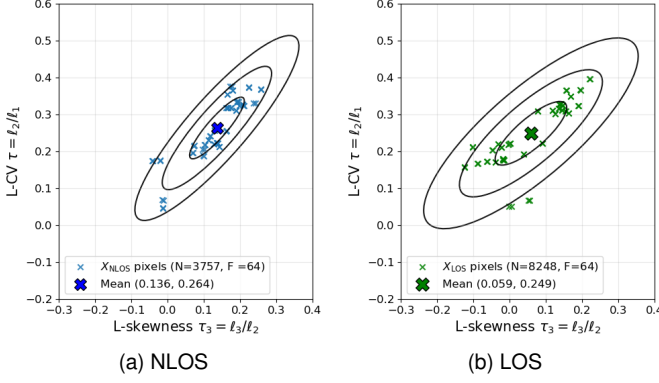 0.6
0.5
0.4
0.3
0.2
0.1
0.0
−0.1
−0.2
L-CV τ = ℓ₂/ℓ₁
X_NLOS pixels (N=3757, F =64)
Mean (0.136, 0.264)
−0.3 −0.2 −0.1 0.0 0.1 0.2 0.3 0.4
L-skewness τ₃ = ℓ₃/ℓ₂
(a) NLOS
0.6
0.5
0.4
0.3
0.2
0.1
0.0
−0.1
−0.2
L-CV τ = ℓ₂/ℓ₁
X_LOS pixels (N=8248, F=64)
Mean (0.059, 0.249)
−0.3 −0.2 −0.1 0.0 0.1 0.2 0.3 0.4
L-skewness τ₃ = ℓ₃/ℓ₂
(b) LOS